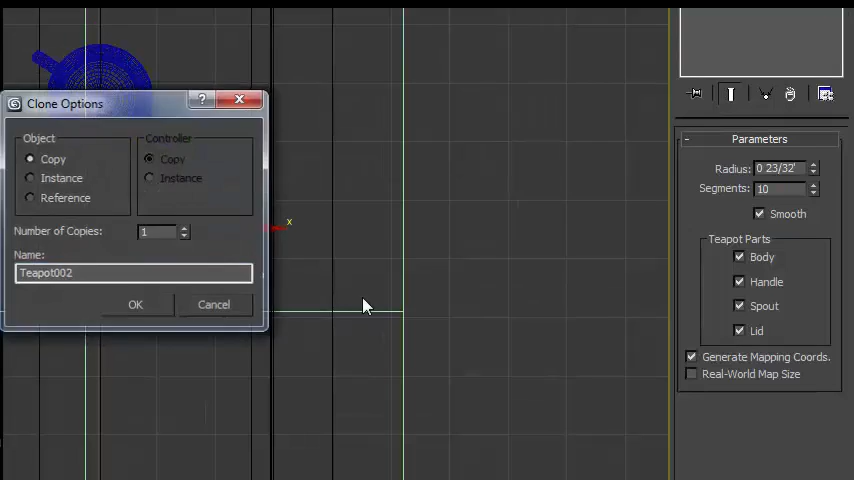 Clone Options
?
Object
Controller
Copy
Copy
Instance
Instance
Reference
Number of Copies:
1
Name:
Teapot002
OK
Cancel
x
- Parameters
Radius: 0 23/32'
Segments: 10
Smooth
Teapot Parts
Body
Handle
Spout
Lid
Generate Mapping Coords.
Real-World Map Size